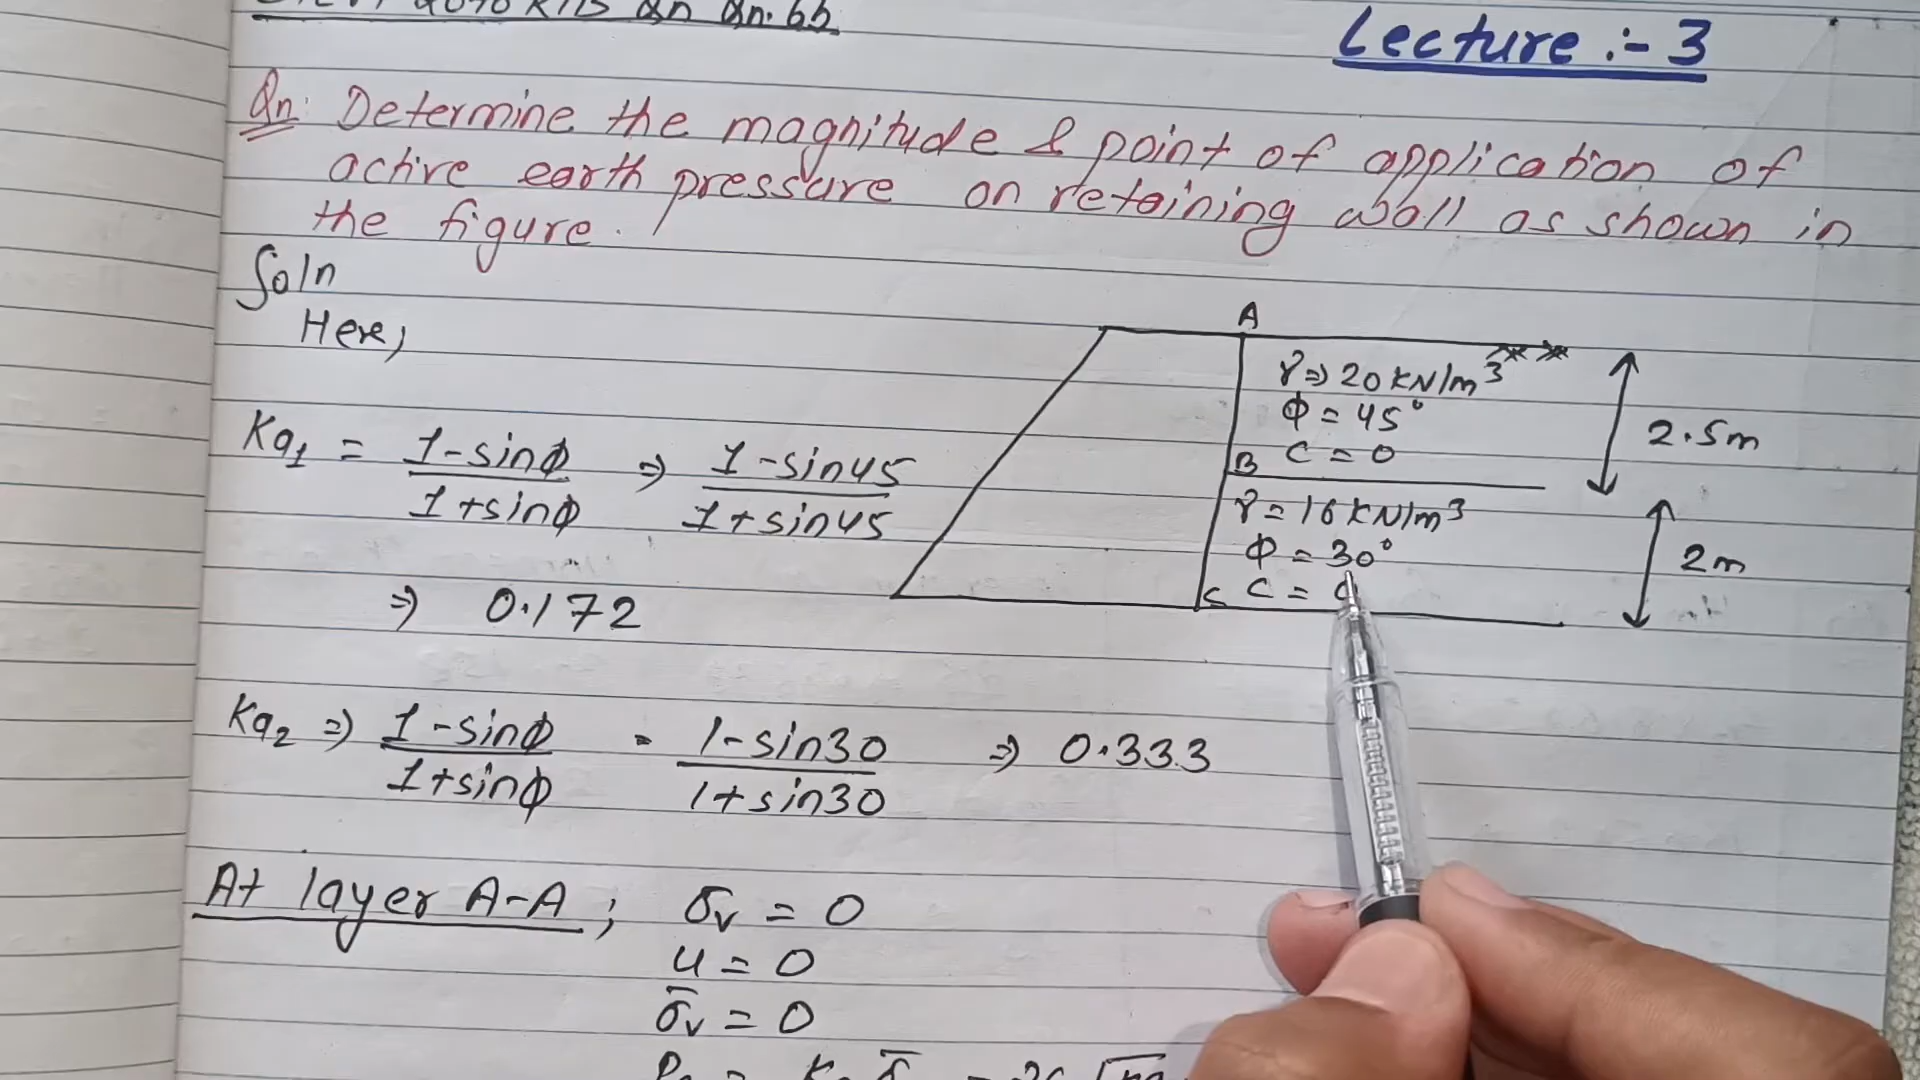 Qn. 6b
Lecture :- 3
Qn: Determine the magnitude & point of application of
active earth pressure on retaining wall as shown in
the figure.
Soln
Here,
A
γ => 20 KN/m³
Φ = 45°
C = 0
2.5m
B
γ = 16 KN/m³
Φ = 30°
C =
2m
C
Ka₁ = 1-sinΦ / 1+sinΦ => 1-sin45 / 1+sin45
=> 0.172
Ka₂ => 1-sinΦ / 1+sinΦ = 1-sin30 / 1+sin30 => 0.333
At layer A-A ; σv = 0
u = 0
σ̄v = 0